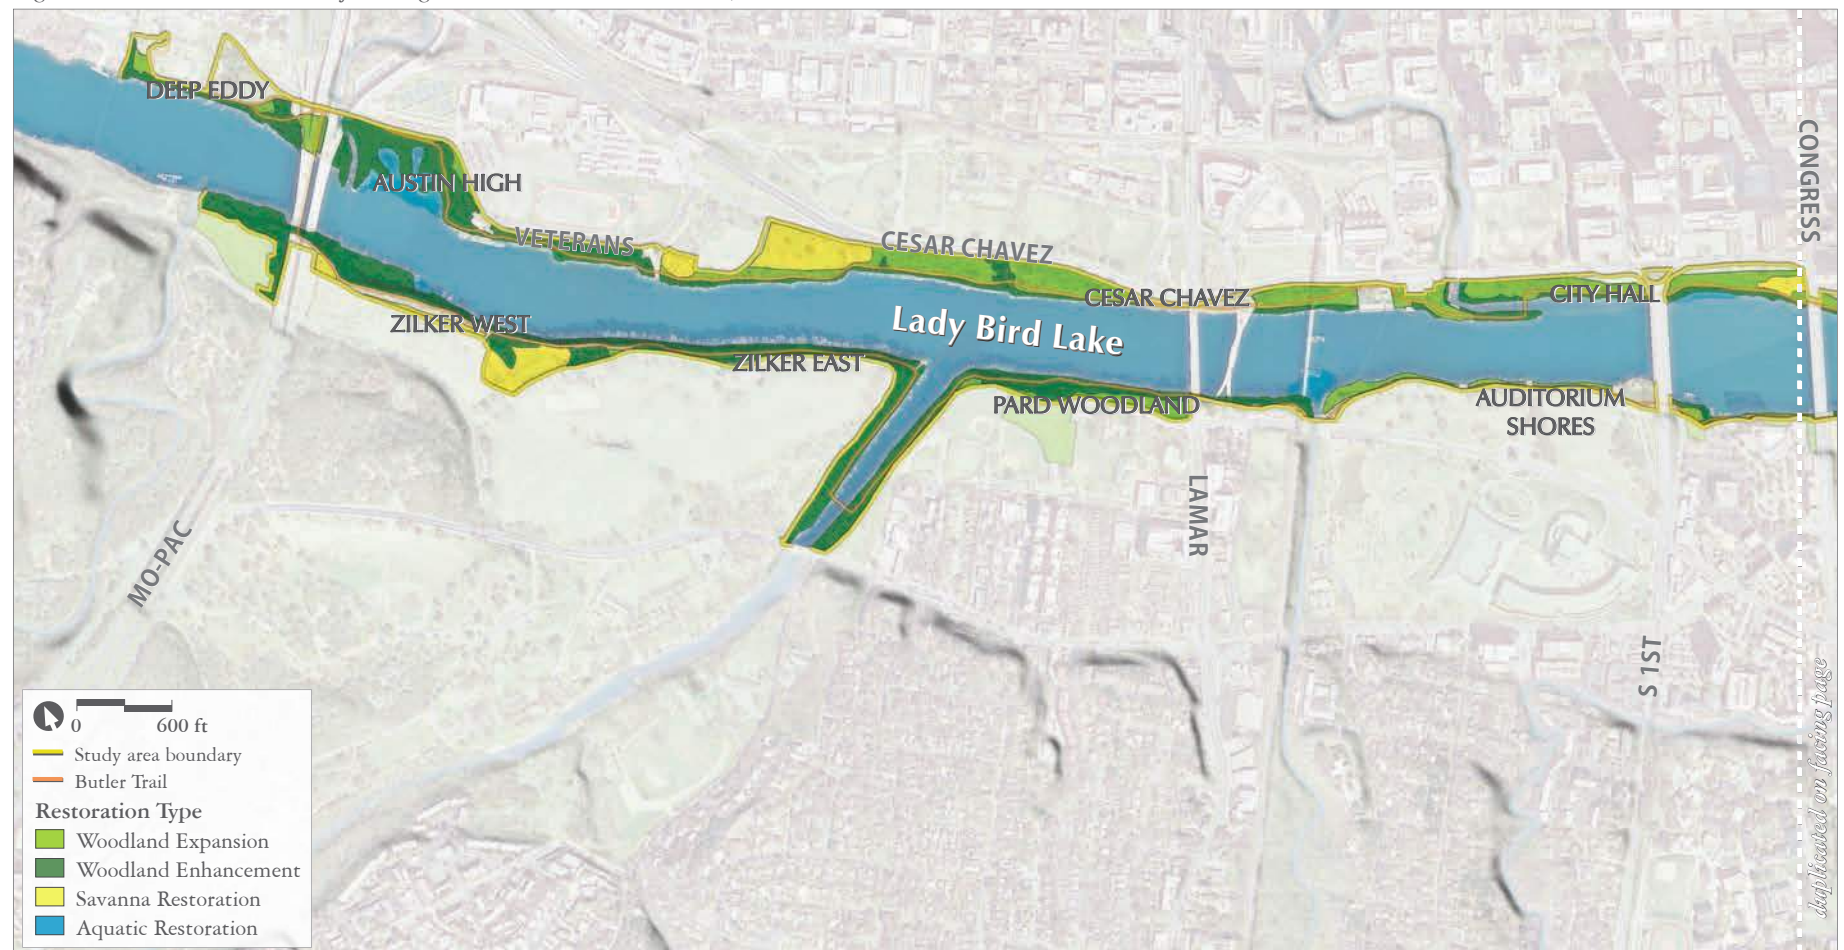 DEEP EDDY
AUSTIN HIGH
VETERANS
CESAR CHAVEZ
CESAR CHAVEZ
CITY HALL
CONGRESS
Lady Bird Lake
ZILKER WEST
ZILKER EAST
PARD WOODLAND
AUDITORIUM
SHORES
MO-PAC
LAMAR
S 1ST
duplicated on facing page
0 600 ft
Study area boundary
Butler Trail
Restoration Type
Woodland Expansion
Woodland Enhancement
Savanna Restoration
Aquatic Restoration